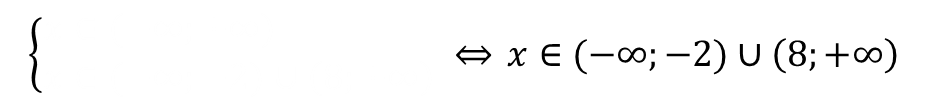 { ⇔ x ∈ (−∞; −2) ∪ (8; +∞)